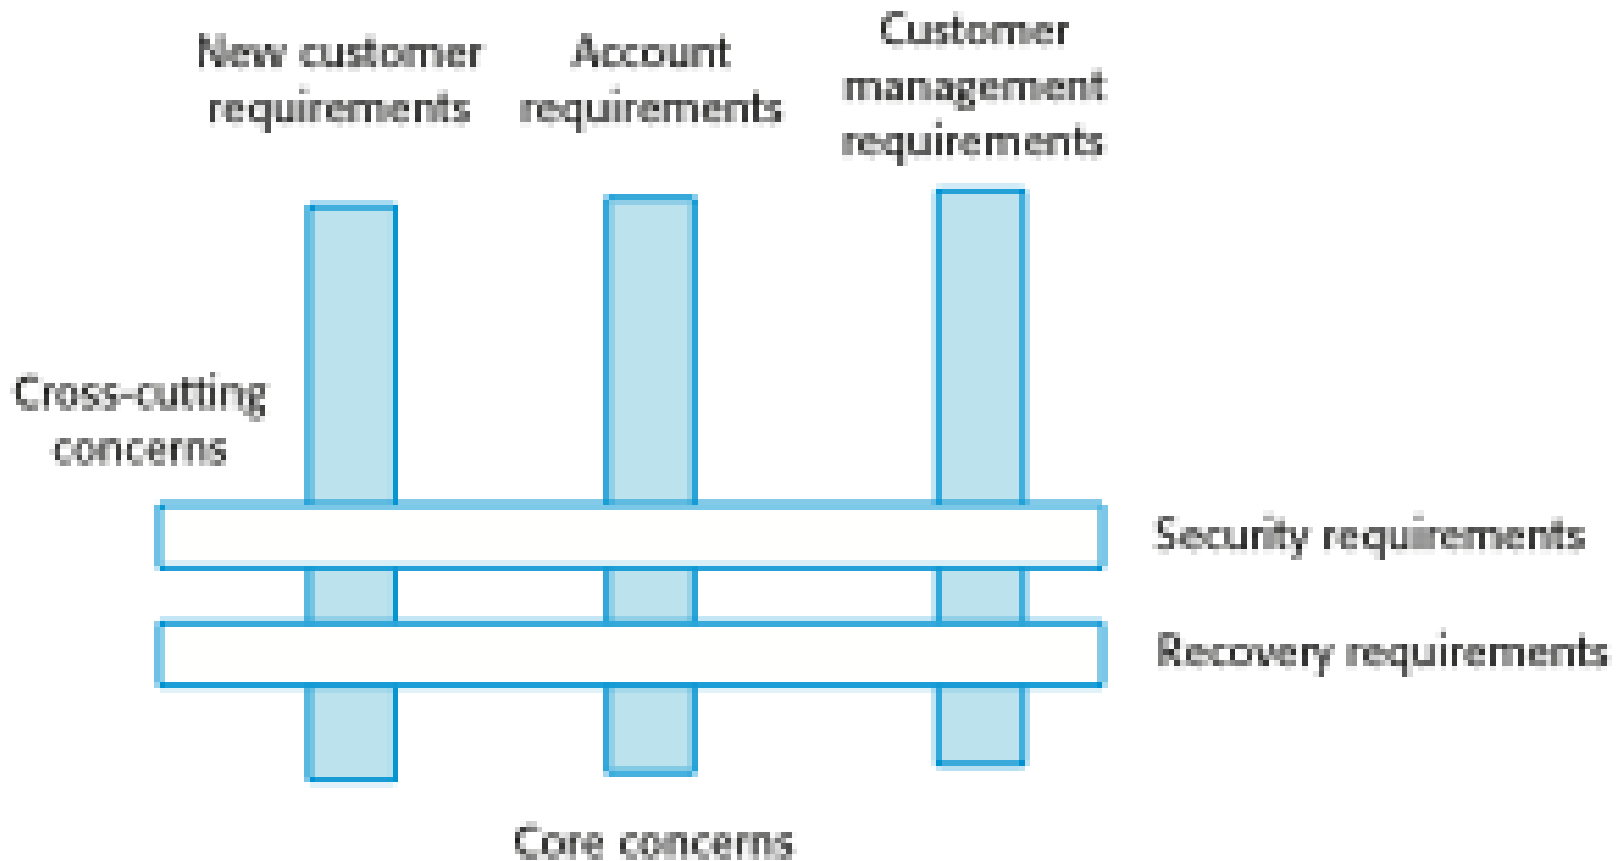 New customer
requirements
Account
requirements
Customer
management
requirements
Cross-cutting
concerns
Security requirements
Recovery requirements
Core concerns